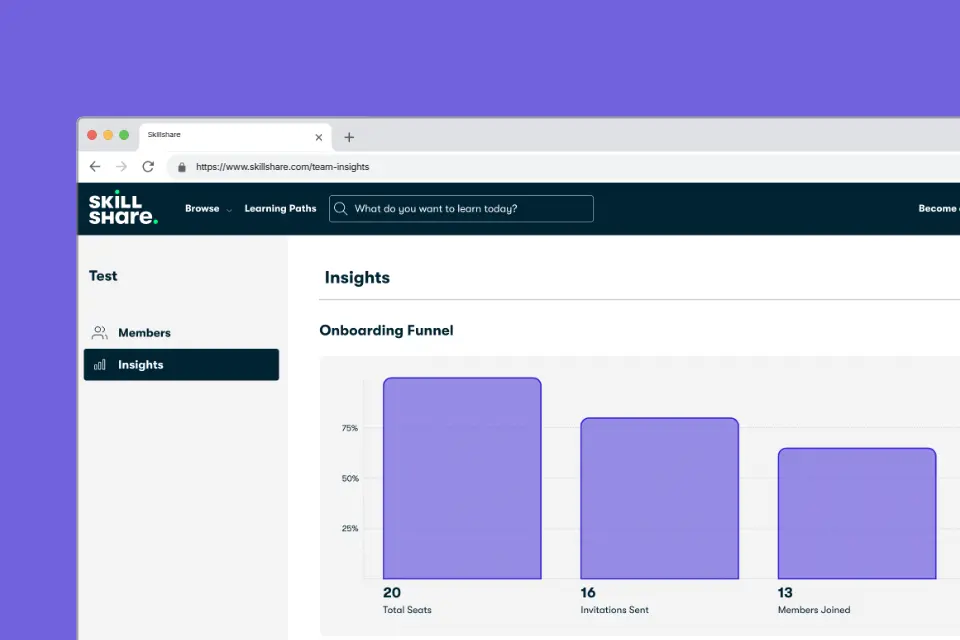 Skillshare
https://www.skillshare.com/team-insights
SKiLL
SHare.
Browse
Learning Paths
What do you want to learn today?
Become
Test
Members
Insights
Insights
Onboarding Funnel
75%
50%
25%
20
Total Seats
16
Invitations Sent
13
Members Joined